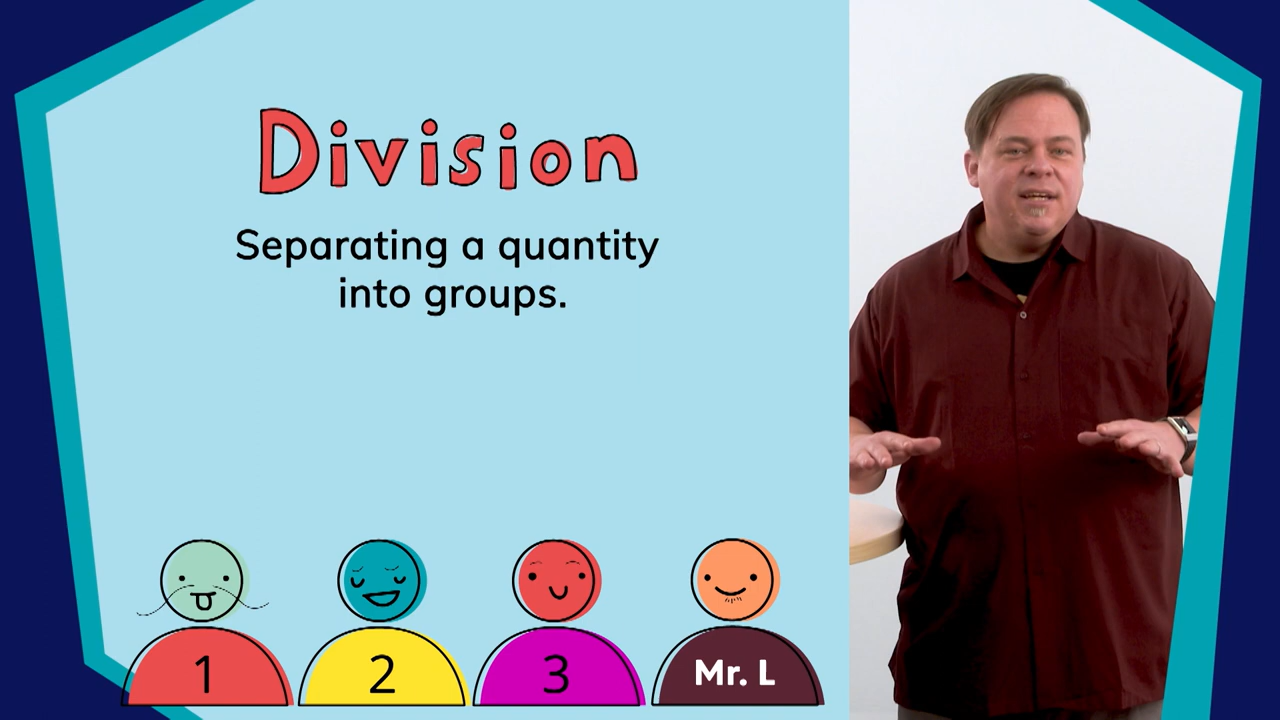 Division
Separating a quantity
into groups.
1
2
3
Mr. L